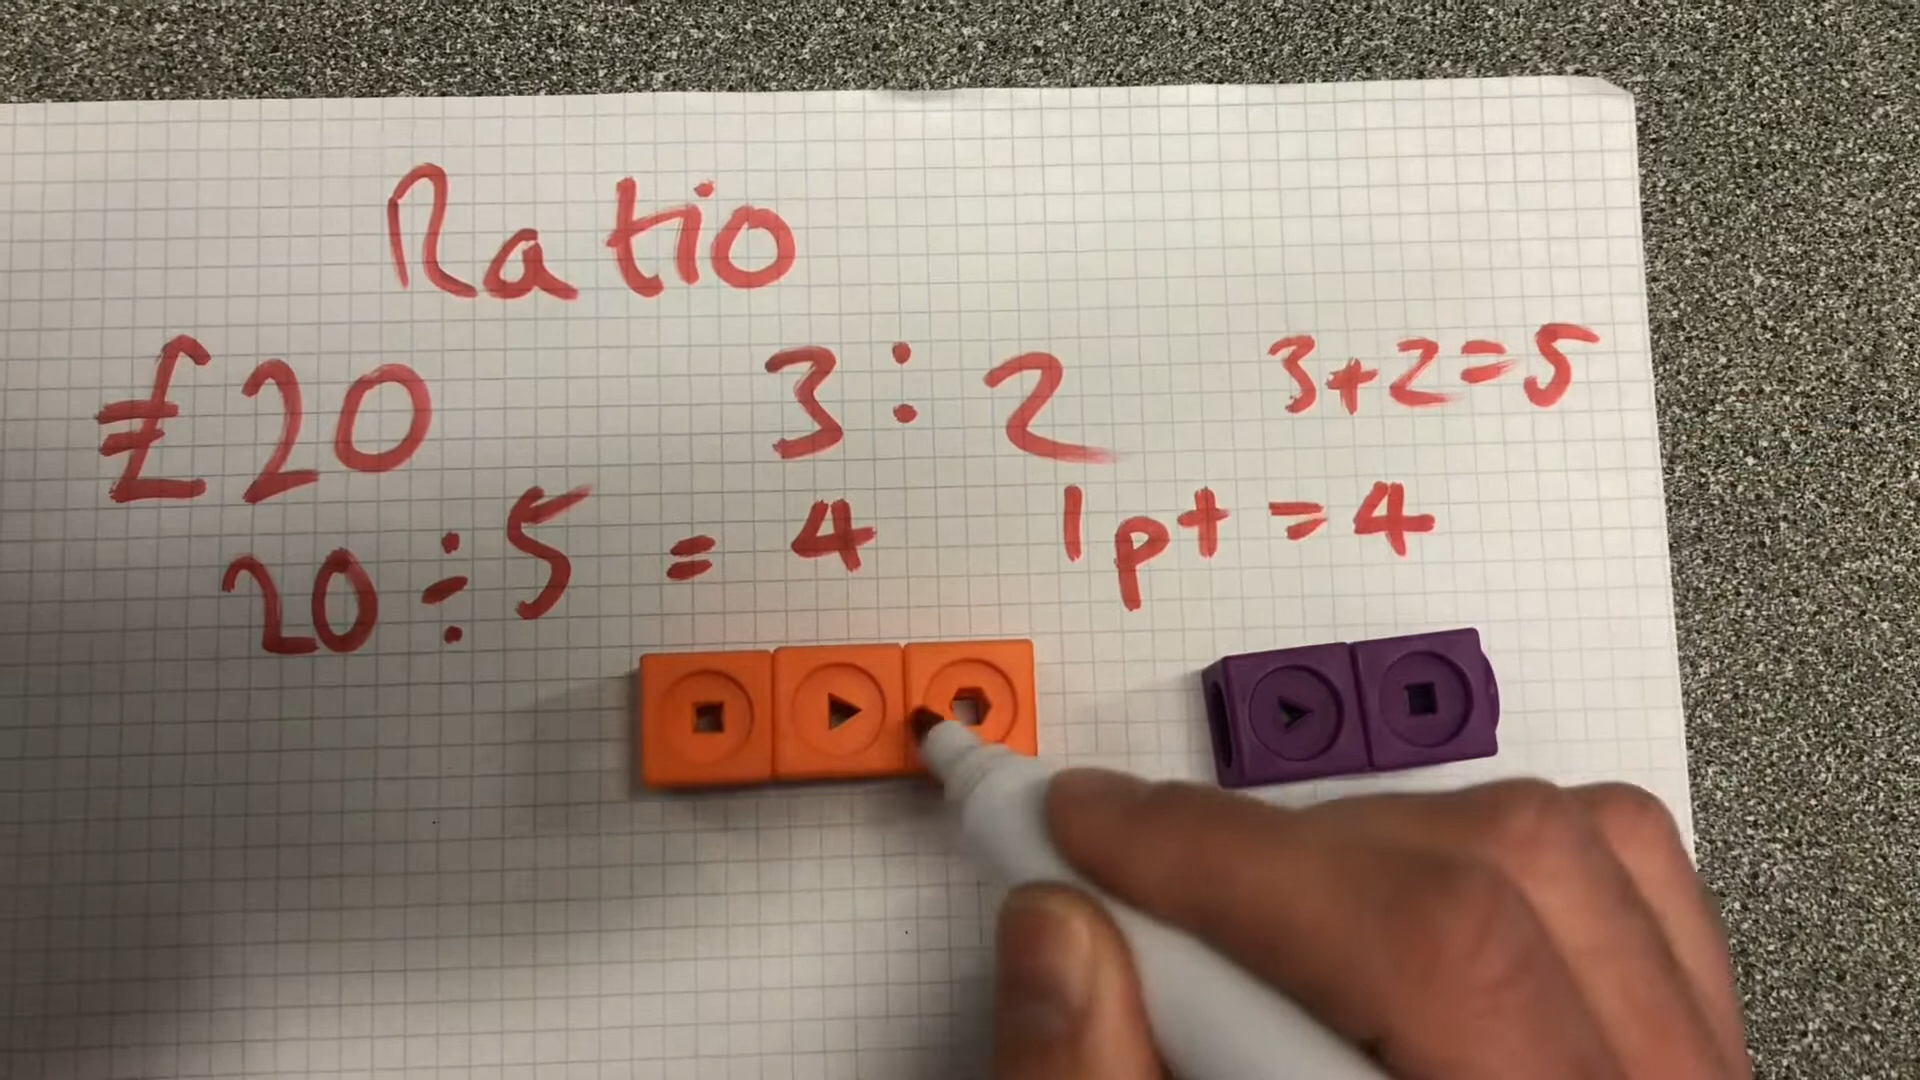 Ratio
£20 3:2 3+2=5
20÷5 = 4 1pt = 4